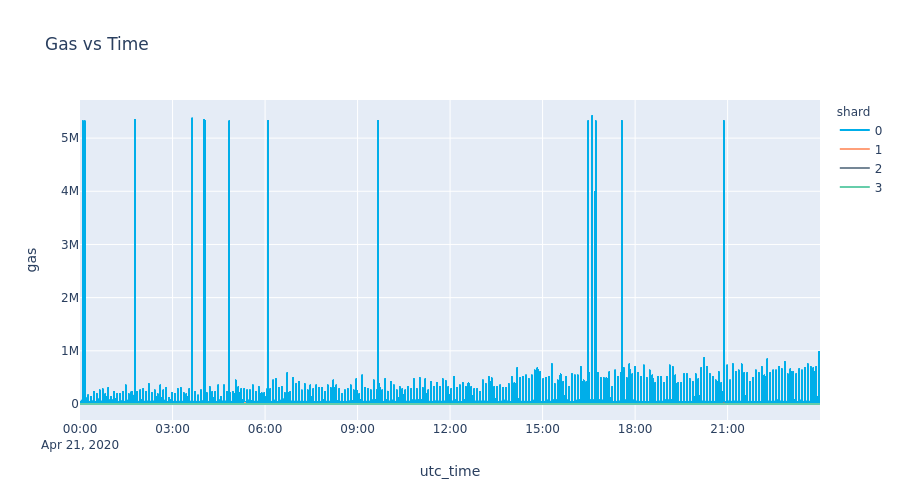 Gas vs Time
shard
0
1
2
3
5M
4M
3M
2M
1M
0
gas
00:00
Apr 21, 2020
03:00
06:00
09:00
12:00
15:00
18:00
21:00
utc_time